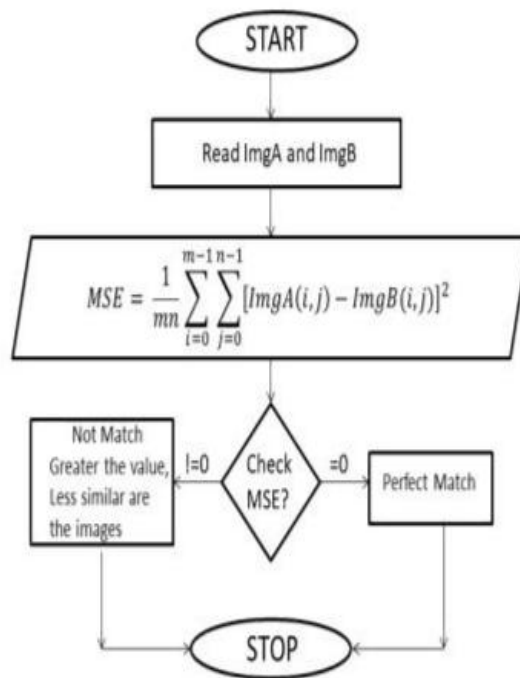 START
Read ImgA and ImgB
m-1 n-1
MSE = 1/mn ∑ ∑ [ImgA(i,j) − ImgB(i,j)]²
i=0 j=0
Not Match
Greater the value,
Less similar are
the images
!=0
Check
MSE?
=0
Perfect Match
STOP